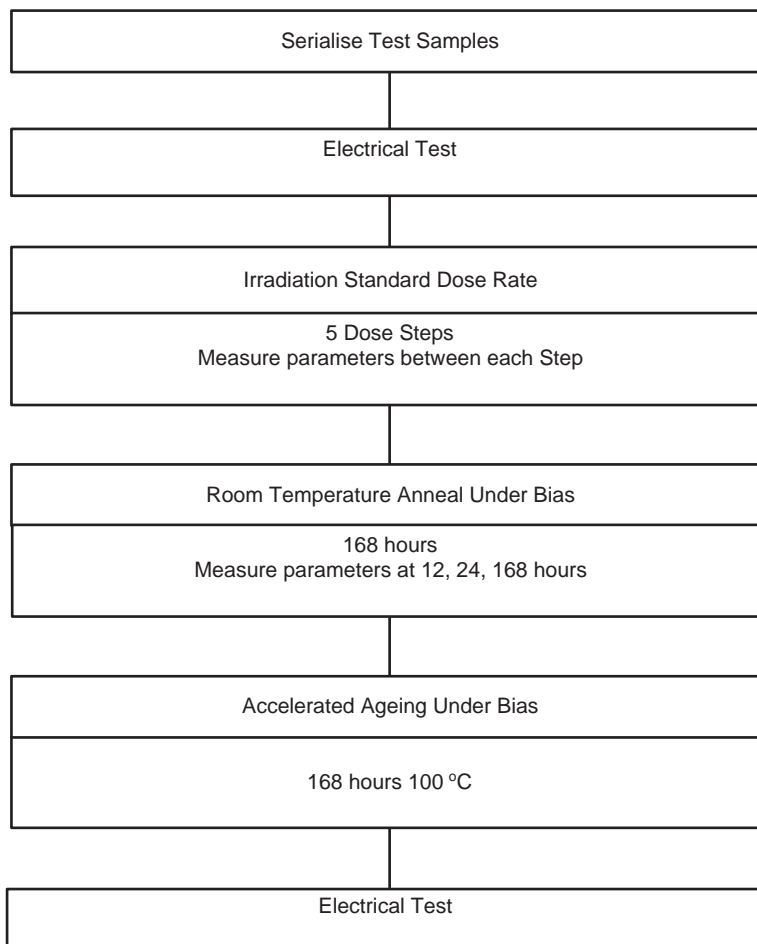 Serialise Test Samples
Electrical Test
Irradiation Standard Dose Rate
5 Dose Steps
Measure parameters between each Step
Room Temperature Anneal Under Bias
168 hours
Measure parameters at 12, 24, 168 hours
Accelerated Ageing Under Bias
168 hours 100 ºC
Electrical Test